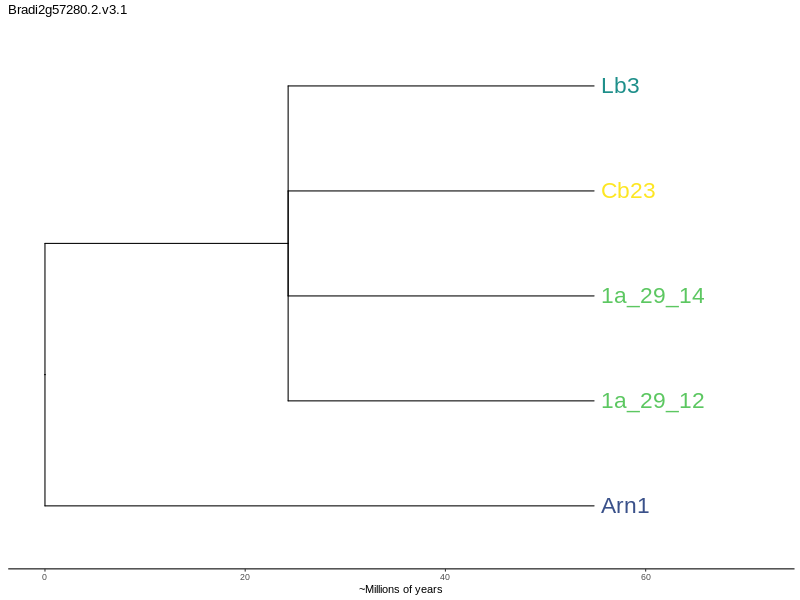 Bradi2g57280.2.v3.1
Lb3
Cb23
1a_29_14
1a_29_12
Arn1
0 20 40 60
~Millions of years